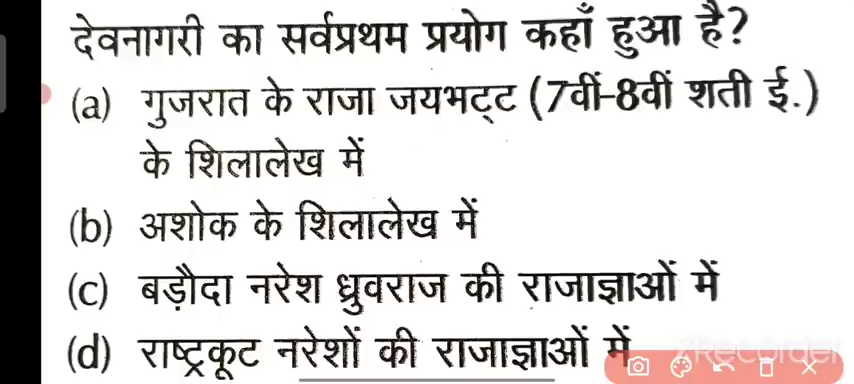 देवनागरी का सर्वप्रथम प्रयोग कहाँ हुआ है?
(a) गुजरात के राजा जयभट्ट (7वीं-8वीं शती ई.)
के शिलालेख में
(b) अशोक के शिलालेख में
(c) बड़ौदा नरेश ध्रुवराज की राजाज्ञाओं में
(d) राष्ट्रकूट नरेशों की राजाज्ञाओं में